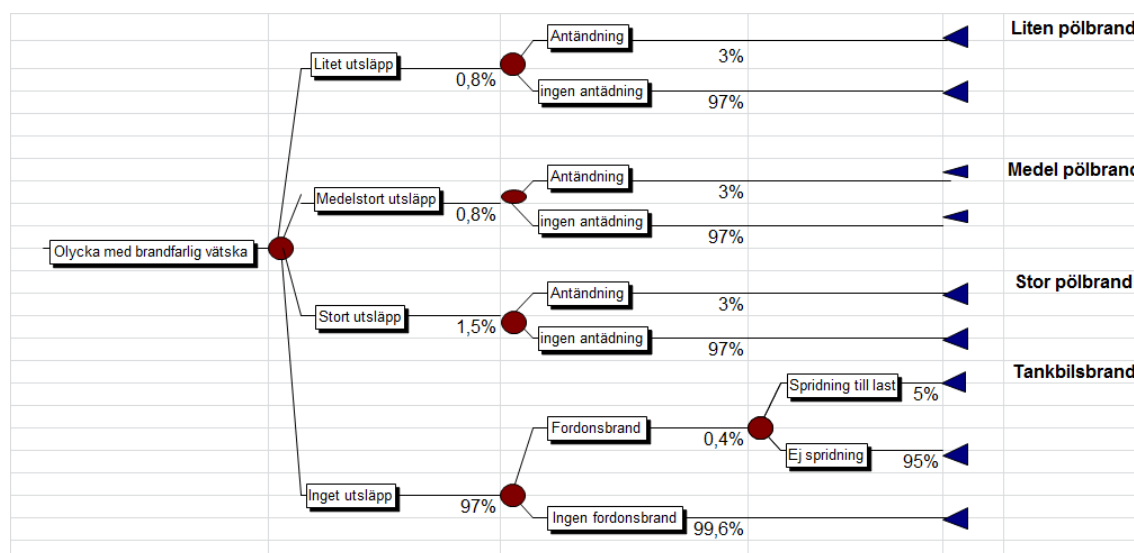 Antändning
Liten pölbrand
3%
Litet utsläpp
0,8%
ingen antädning
97%
Antändning
Medel pölbrand
3%
Medelstort utsläpp
0,8%
ingen antädning
97%
Olycka med brandfarlig vätska
Antändning
Stor pölbrand
3%
Stort utsläpp
1,5%
ingen antädning
97%
Tankbilsbrand
Spridning till last
5%
Fordonsbrand
0,4%
Ej spridning
95%
Inget utsläpp
97%
Ingen fordonsbrand
99,6%